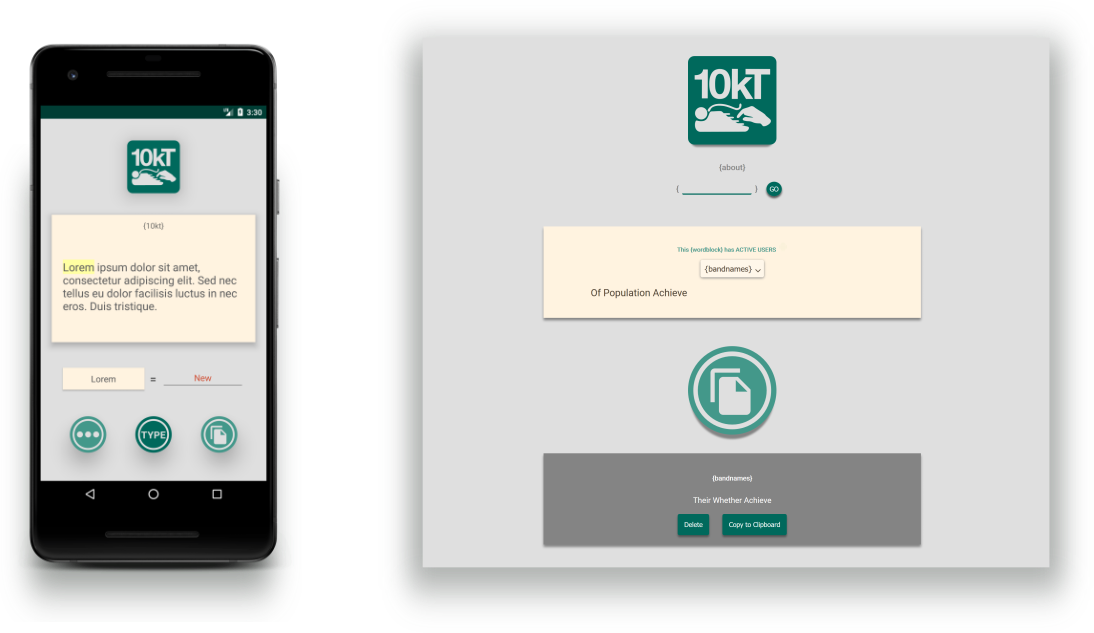 3:30
10kT
{10kt}
Lorem ipsum dolor sit amet,
consectetur adipiscing elit. Sed nec
tellus eu dolor facilisis luctus in nec
eros. Duis tristique.
Lorem = New
TYPE
10kT
{about}
{ } GO
This {wordblock} has ACTIVE USERS
{bandnames}
Of Population Achieve
{bandnames}
Their Whether Achieve
Delete Copy to Clipboard